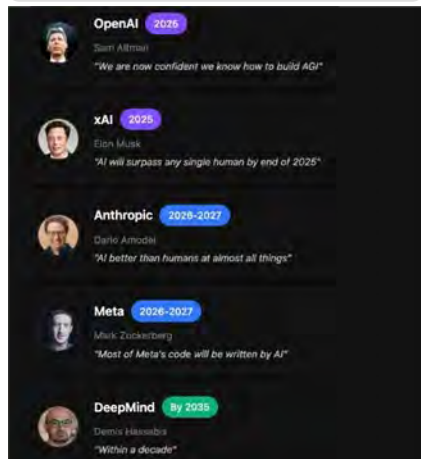 OpenAI 2025
Sam Altman
"We are now confident we know how to build AGI"
xAI 2025
Elon Musk
"AI will surpass any single human by end of 2025"
Anthropic 2026-2027
Dario Amodei
"AI better than humans at almost all things"
Meta 2026-2027
Mark Zuckerberg
"Most of Meta's code will be written by AI"
DeepMind By 2035
Demis Hassabis
"Within a decade"